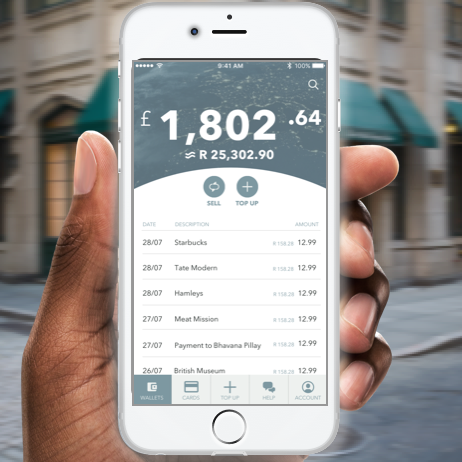 9:41 AM 100%
£ 1,802 .64
≈ R 25,302.90
SELL TOP UP
DATE DESCRIPTION AMOUNT
28/07 Starbucks R 158.28 12.99
28/07 Tate Modern R 158.28 12.99
28/07 Hamleys R 158.28 12.99
27/07 Meat Mission R 158.28 12.99
27/07 Payment to Bhavana Pillay R 158.28 12.99
26/07 British Museum R 158.28 12.99
WALLETS CARDS TOP UP HELP ACCOUNT